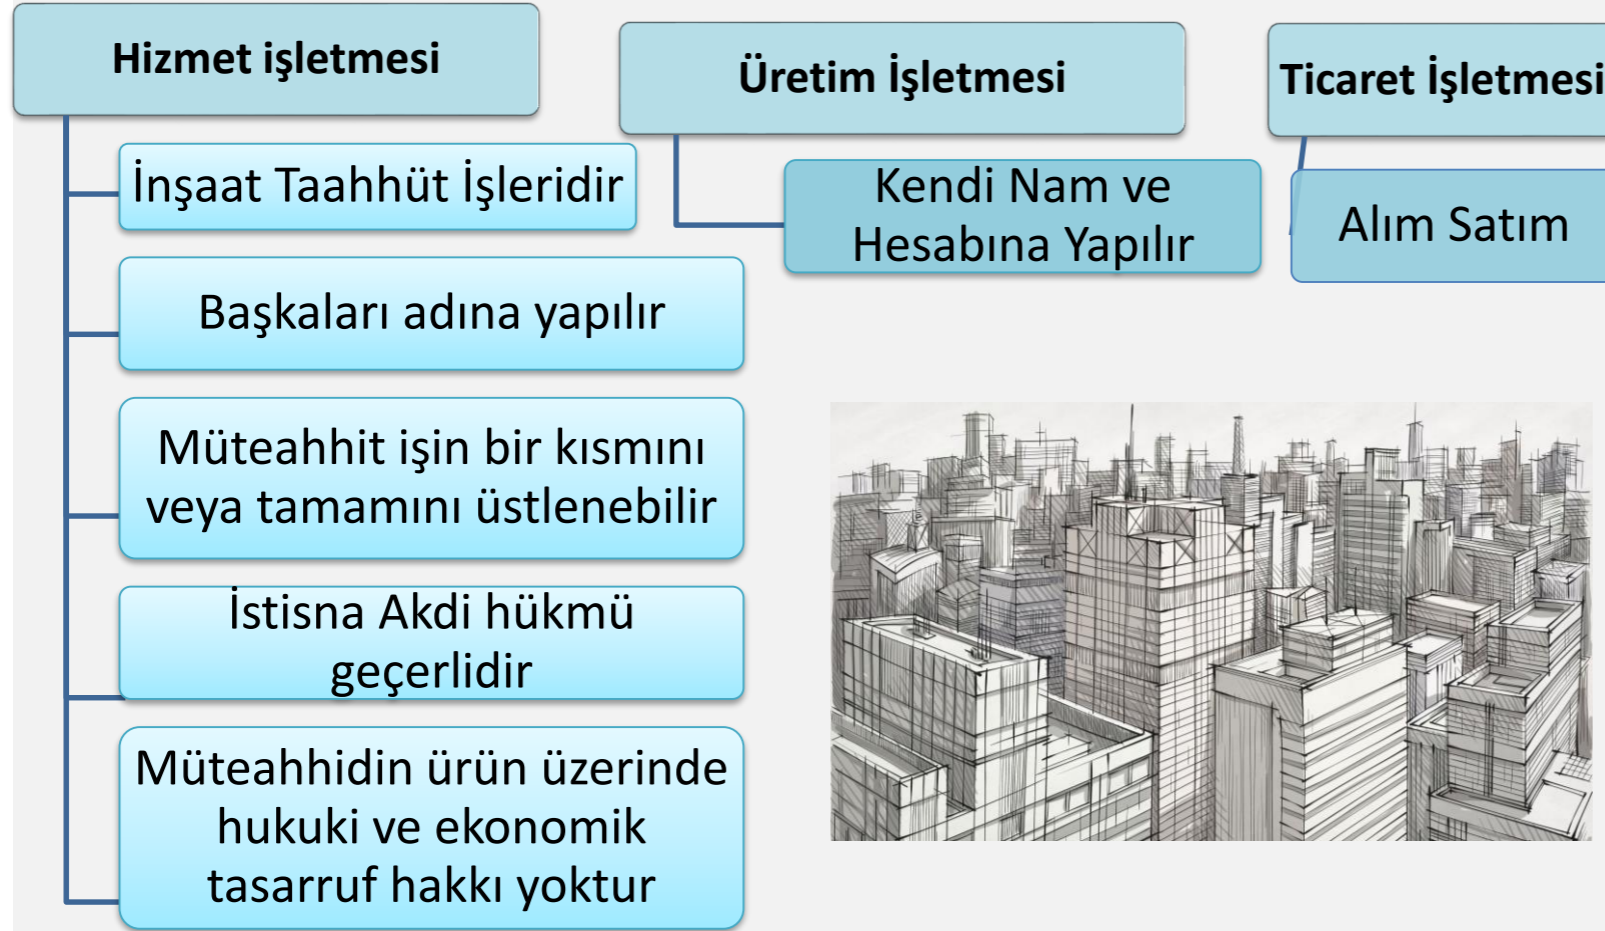 Hizmet işletmesi
İnşaat Taahhüt İşleridir
Başkaları adına yapılır
Müteahhit işin bir kısmını
veya tamamını üstlenebilir
İstisna Akdi hükmü
geçerlidir
Müteahhidin ürün üzerinde
hukuki ve ekonomik
tasarruf hakkı yoktur
Üretim İşletmesi
Kendi Nam ve
Hesabına Yapılır
Ticaret İşletmesi
Alım Satım